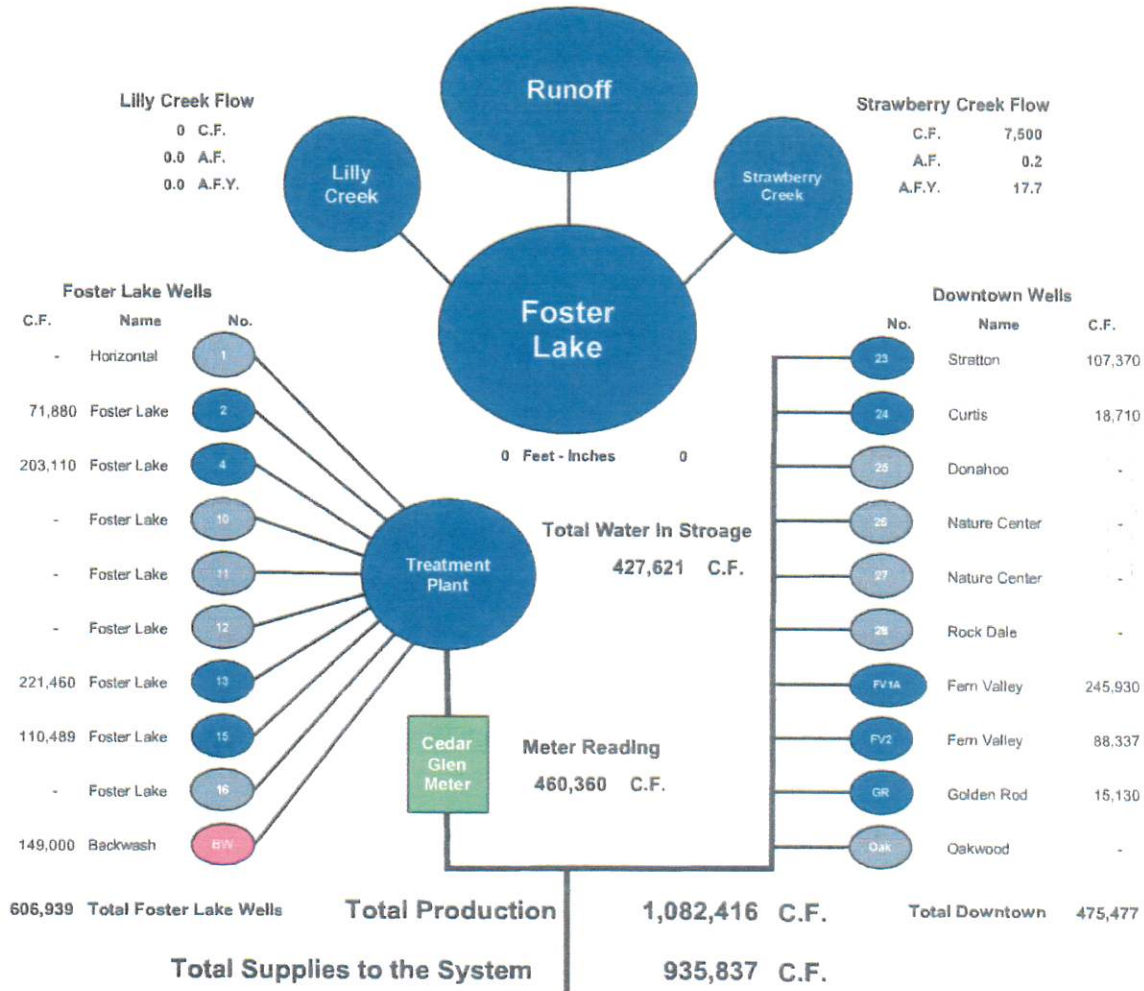 Runoff
Lilly Creek Flow
0 C.F.
0.0 A.F.
0.0 A.F.Y.
Lilly
Creek
Strawberry
Creek
Strawberry Creek Flow
C.F. 7,500
A.F. 0.2
A.F.Y. 17.7
Foster
Lake
0 Feet - Inches 0
Foster Lake Wells
C.F. Name No.
- Horizontal 1
71,880 Foster Lake 2
203,110 Foster Lake 4
- Foster Lake 10
- Foster Lake 11
- Foster Lake 12
221,460 Foster Lake 13
110,489 Foster Lake 15
- Foster Lake 16
149,000 Backwash BW
606,939 Total Foster Lake Wells
Treatment
Plant
Total Water In Stroage
427,621 C.F.
Cedar
Glen
Meter
Meter Reading
460,360 C.F.
Downtown Wells
No. Name C.F.
23 Stratton 107,370
24 Curtis 18,710
25 Donahoo -
26 Nature Center -
27 Nature Center -
28 Rock Dale -
FV1A Fern Valley 245,930
FV2 Fern Valley 88,337
GR Golden Rod 15,130
Oak Oakwood -
Total Downtown 475,477
Total Production 1,082,416 C.F.
Total Supplies to the System 935,837 C.F.